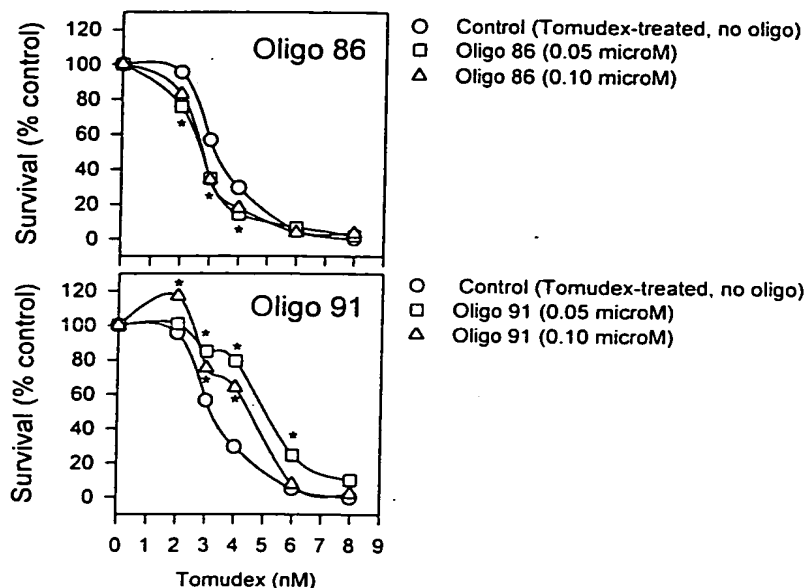 Oligo 86
Survival (% control)
120
100
80
60
40
20
0
○ Control (Tomudex-treated, no oligo)
□ Oligo 86 (0.05 microM)
△ Oligo 86 (0.10 microM)
* 
*
*
Oligo 91
Survival (% control)
120
100
80
60
40
20
0
○ Control (Tomudex-treated, no oligo)
□ Oligo 91 (0.05 microM)
△ Oligo 91 (0.10 microM)
*
*
*
*
*
*
0 1 2 3 4 5 6 7 8 9
Tomudex (nM)